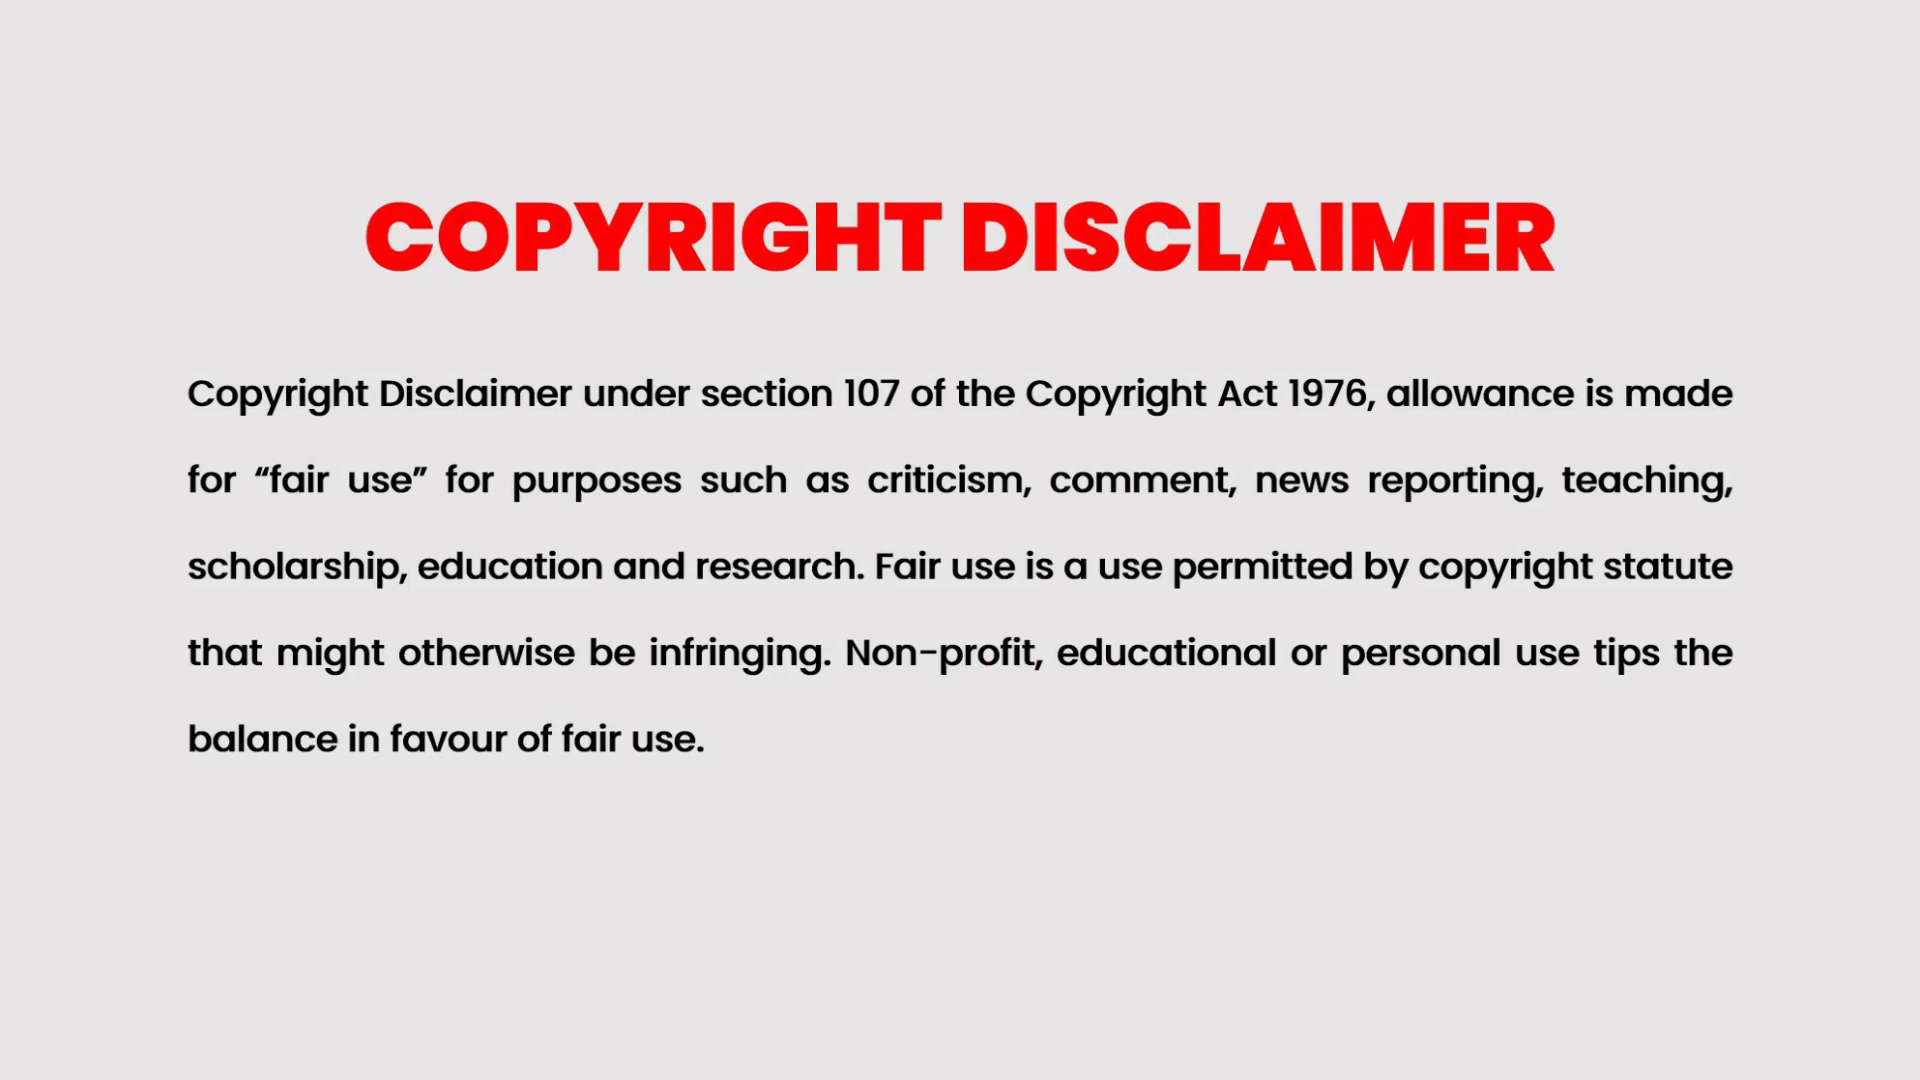 COPYRIGHT DISCLAIMER
Copyright Disclaimer under section 107 of the Copyright Act 1976, allowance is made
for “fair use” for purposes such as criticism, comment, news reporting, teaching,
scholarship, education and research. Fair use is a use permitted by copyright statute
that might otherwise be infringing. Non-profit, educational or personal use tips the
balance in favour of fair use.